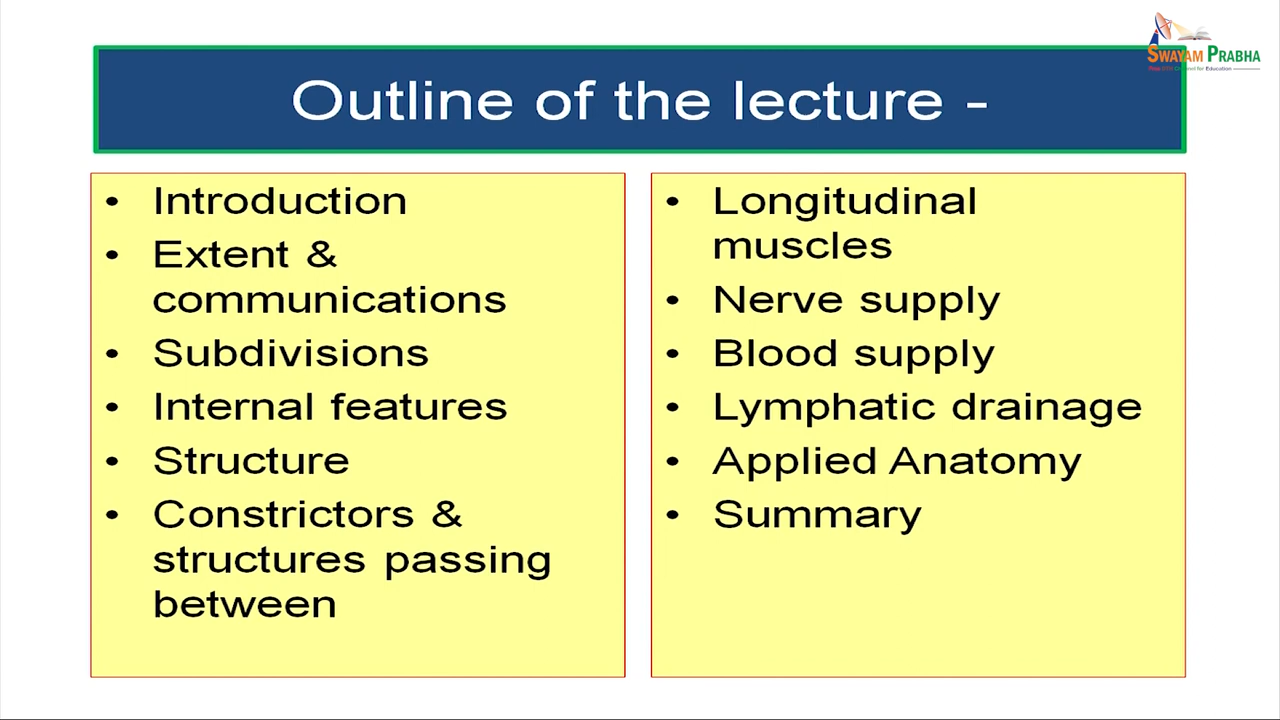 SWAYAM PRABHA
Outline of the lecture -
• Introduction
• Extent &
communications
• Subdivisions
• Internal features
• Structure
• Constrictors &
structures passing
between
• Longitudinal
muscles
• Nerve supply
• Blood supply
• Lymphatic drainage
• Applied Anatomy
• Summary